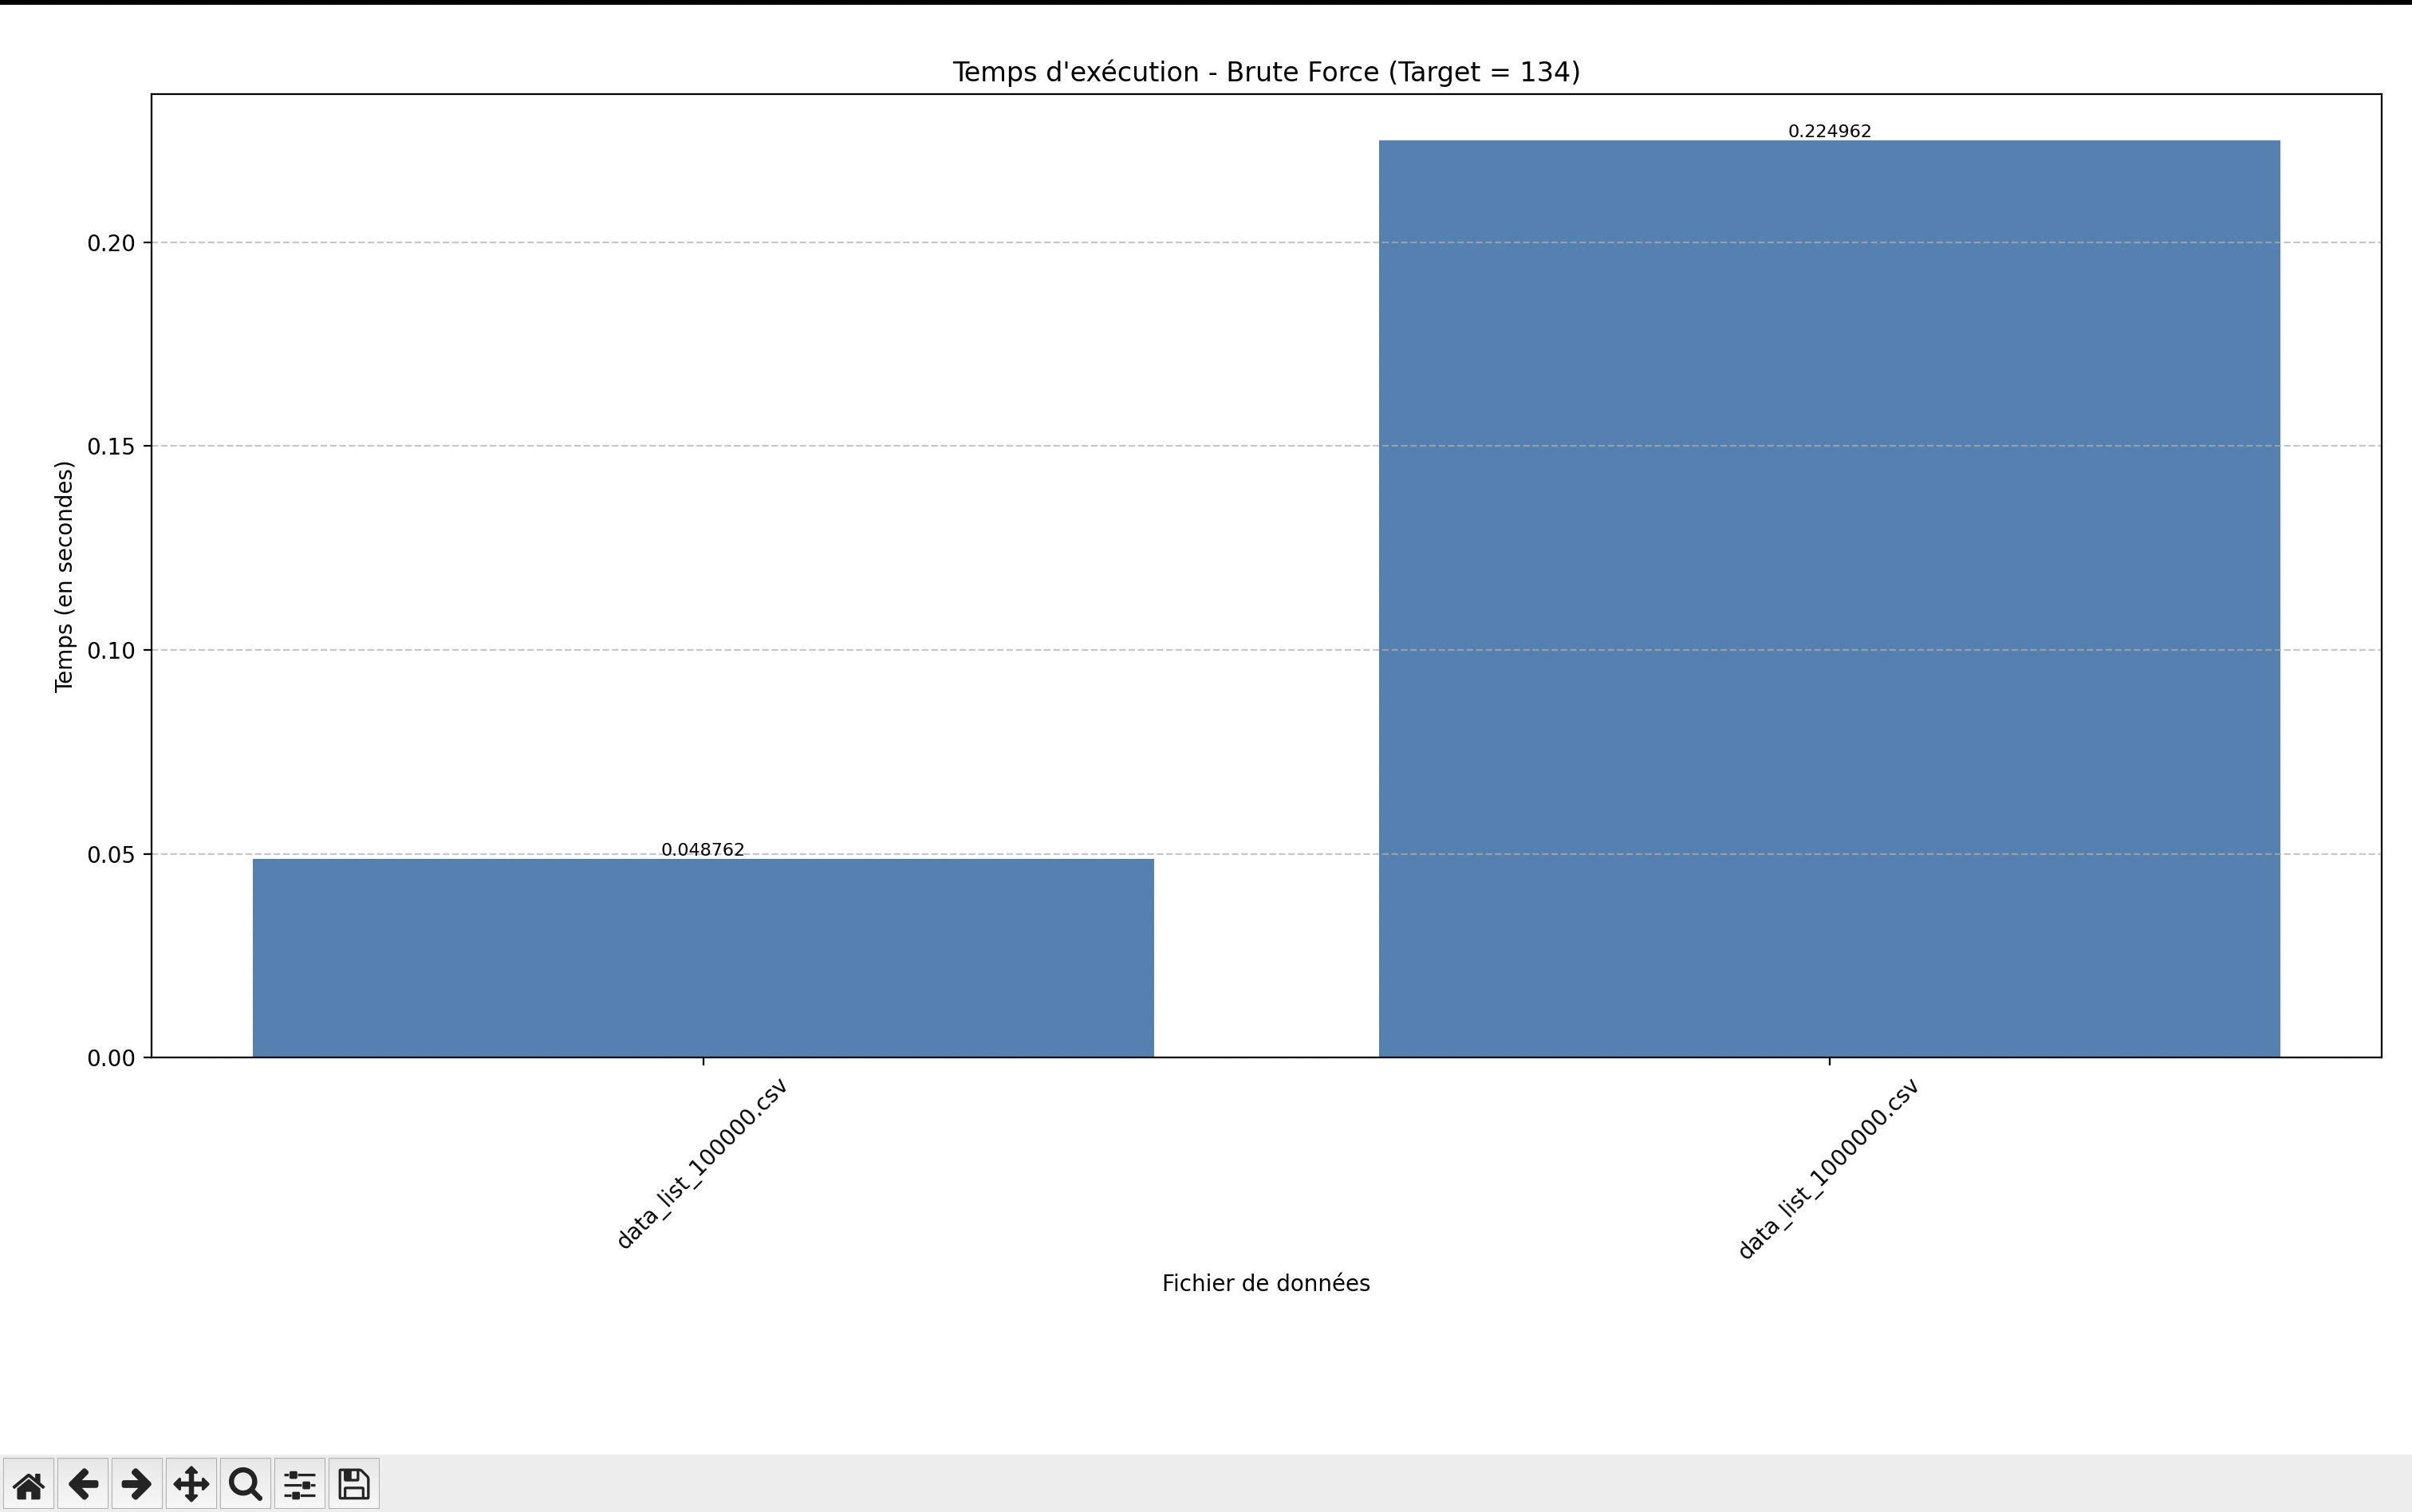 Temps d'exécution - Brute Force (Target = 134)
0.224962
0.20
0.15
Temps (en secondes)
0.10
0.048762
0.05
0.00
data_list_100000.csv
data_list_1000000.csv
Fichier de données